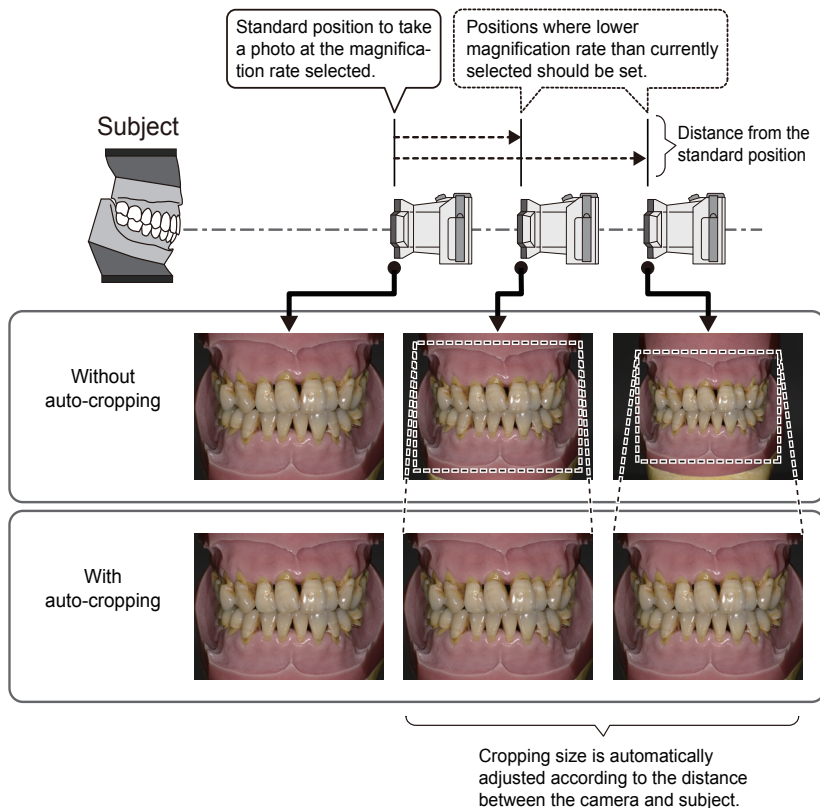 Standard position to take
a photo at the magnifica-
tion rate selected.
Positions where lower
magnification rate than currently
selected should be set.
Subject
Distance from the
standard position
Without
auto-cropping
With
auto-cropping
Cropping size is automatically
adjusted according to the distance
between the camera and subject.